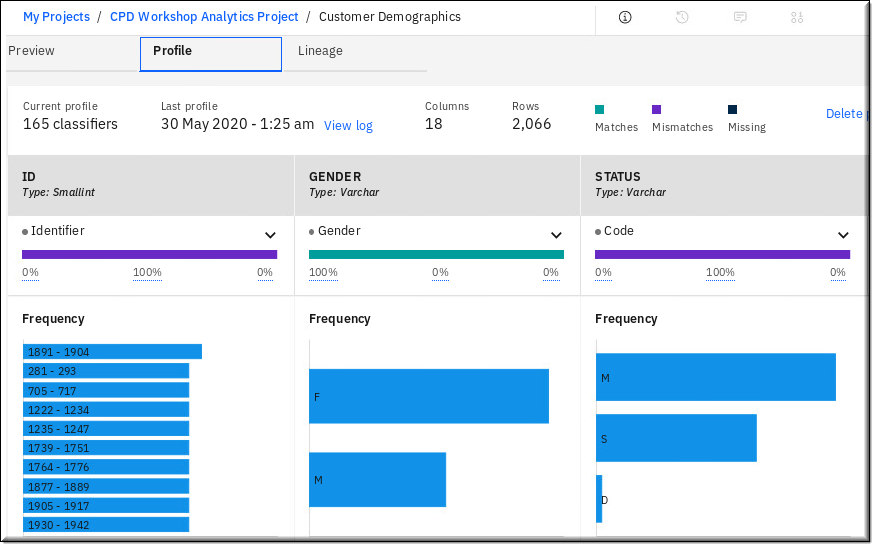 My Projects / CPD Workshop Analytics Project / Customer Demographics
Preview Profile Lineage
Current profile Last profile Columns Rows
165 classifiers 30 May 2020 - 1:25 am View log 18 2,066
Matches Mismatches Missing
Delete
ID GENDER STATUS
Type: Smallint Type: Varchar Type: Varchar
Identifier Gender Code
0% 100% 0% 100% 0% 0% 0% 100% 0%
Frequency Frequency Frequency
1891 - 1904
281 - 293
705 - 717
1222 - 1234
1235 - 1247
1739 - 1751
1764 - 1776
1877 - 1889
1905 - 1917
1930 - 1942
F
M
M
S
D